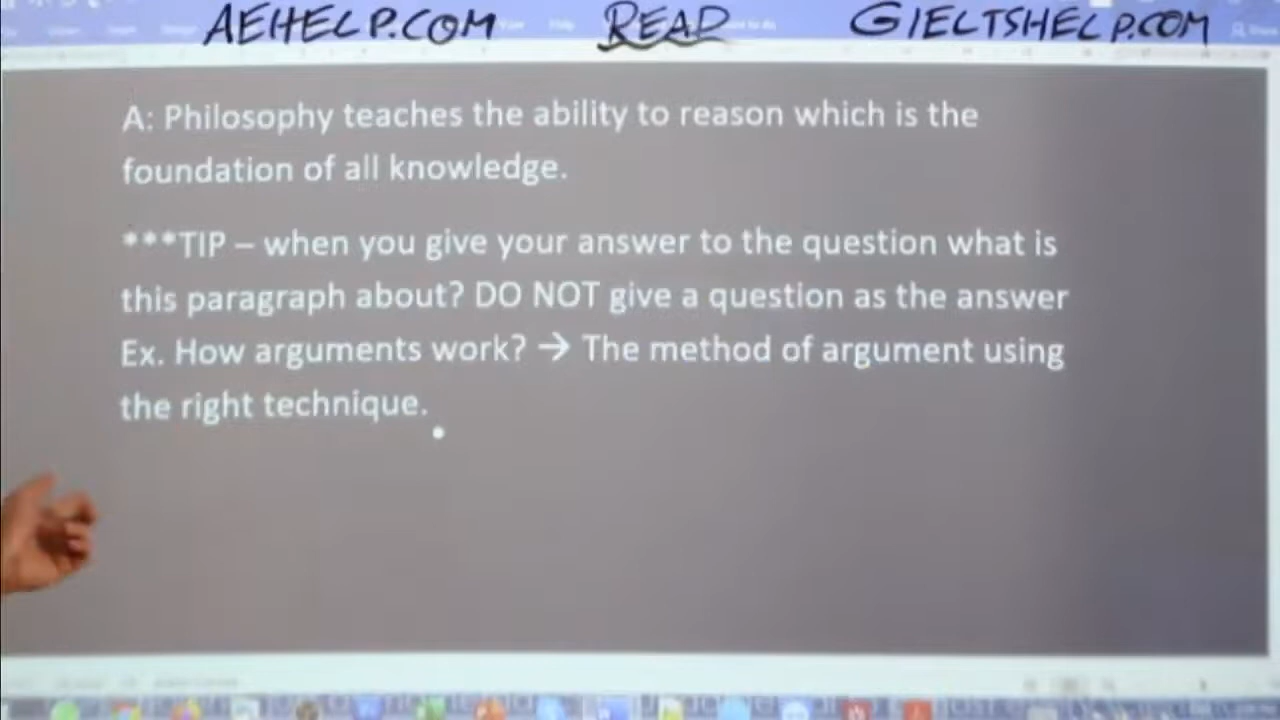 AEHELP.COM READ GIELTSHELP.COM
A: Philosophy teaches the ability to reason which is the
foundation of all knowledge.
***TIP – when you give your answer to the question what is
this paragraph about? DO NOT give a question as the answer
Ex. How arguments work? → The method of argument using
the right technique.